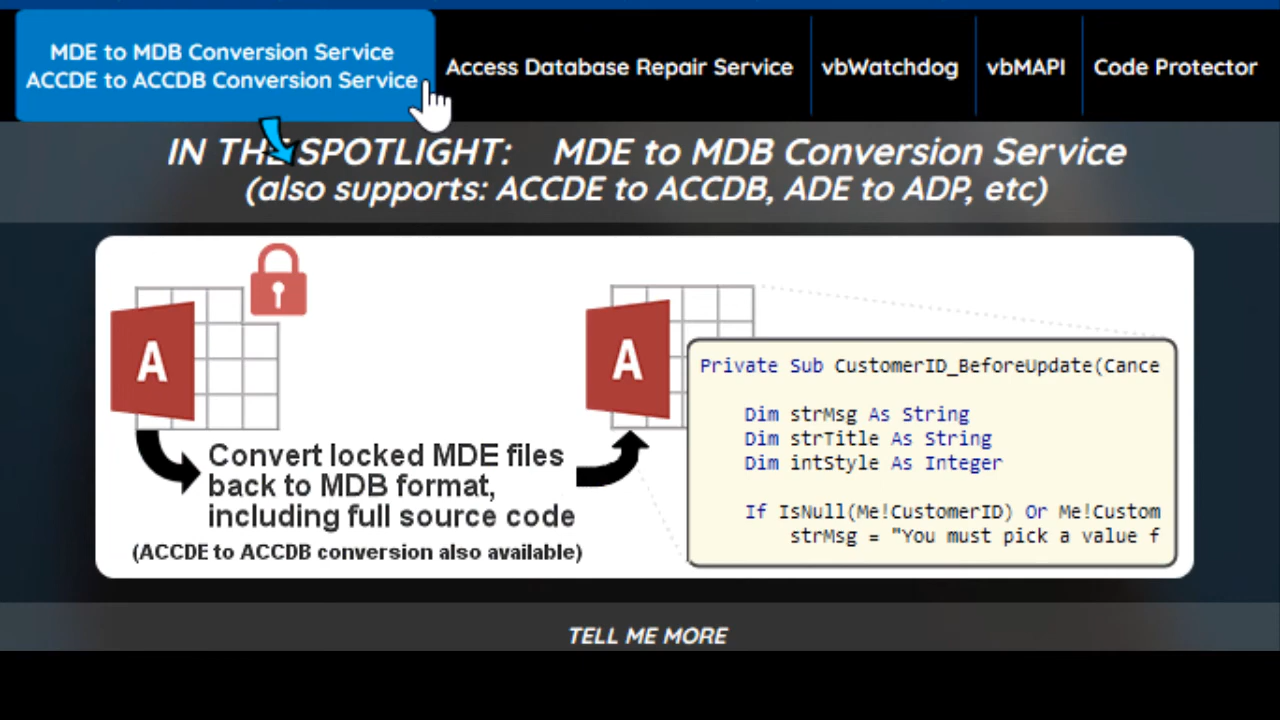 MDE to MDB Conversion Service
ACCDE to ACCDB Conversion Service
Access Database Repair Service
vbWatchdog
vbMAPI
Code Protector
IN THE SPOTLIGHT: MDE to MDB Conversion Service
(also supports: ACCDE to ACCDB, ADE to ADP, etc)
A
A
Convert locked MDE files
back to MDB format,
including full source code
(ACCDE to ACCDB conversion also available)
Private Sub CustomerID_BeforeUpdate(Cance
Dim strMsg As String
Dim strTitle As String
Dim intStyle As Integer
If IsNull(Me!CustomerID) Or Me!Custom
strMsg = "You must pick a value f
TELL ME MORE